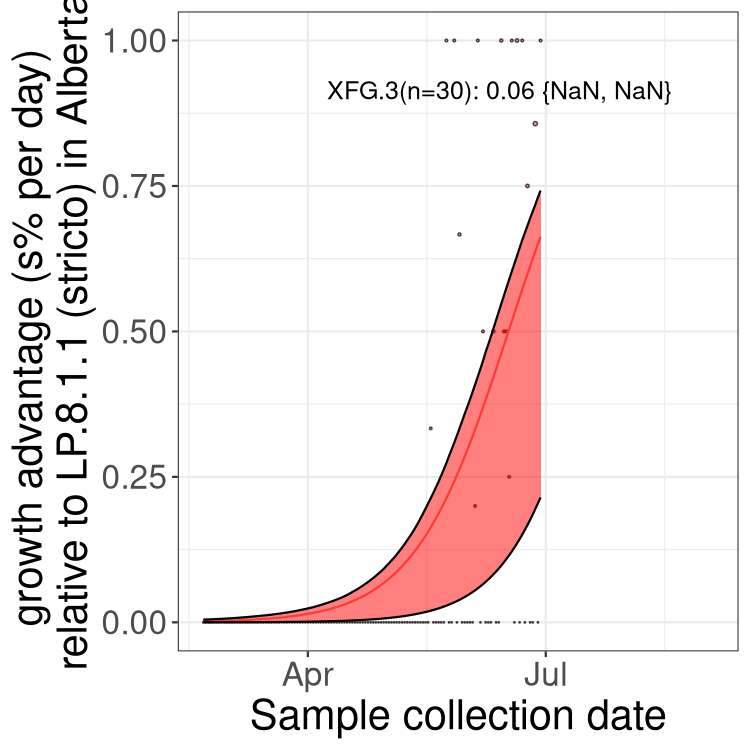 growth advantage (s% per day)
relative to LP.8.1.1 (stricto) in Alberta
1.00
0.75
0.50
0.25
0.00
XFG.3(n=30): 0.06 {NaN, NaN}
Apr
Jul
Sample collection date